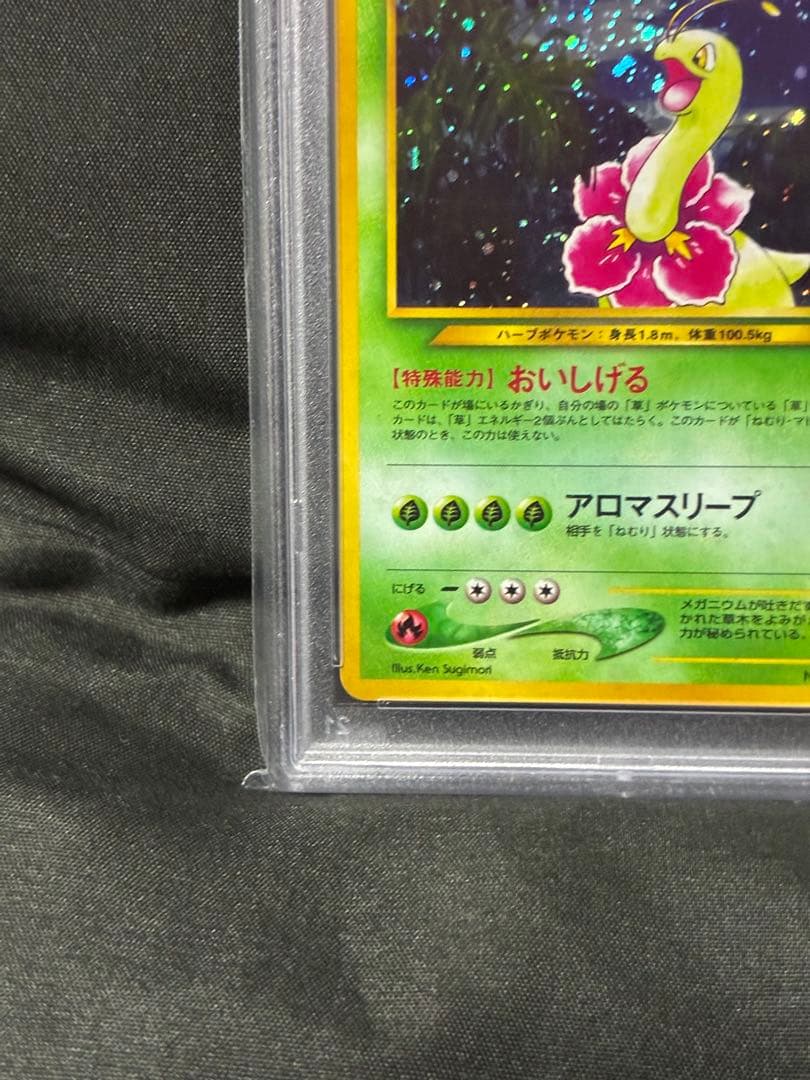 ハーブポケモン：身長1.8m、体重100.5kg
【特殊能力】おいしげる
このカードが場にいるかぎり、自分の場の「草」ポケモンについている「草」
カードは、「草」エネルギー2個ぶんとしてはたらく。このカードが「ねむり・マ
状態のとき、この力は使えない。
アロマスリープ
相手を「ねむり」状態にする。
にげる
メガニウムが吐きだす
かれた草木をよみが
力が秘められている。
弱点
抵抗力
Illus.Ken Sugimori